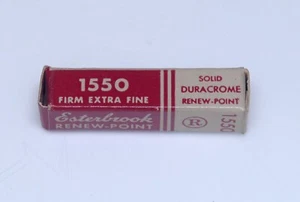 1550
FIRM EXTRA FINE
SOLID
DURACROME
RENEW-POINT
Esterbrook
RENEW-POINT
®
1550